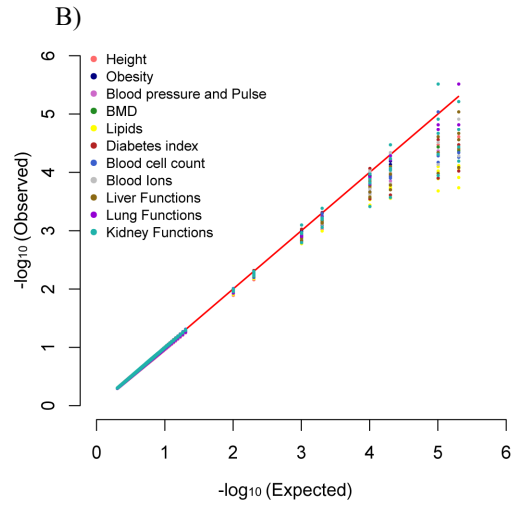 B)
Height
Obesity
Blood pressure and Pulse
BMD
Lipids
Diabetes index
Blood cell count
Blood Ions
Liver Functions
Lung Functions
Kidney Functions
-log10 (Observed)
6
5
4
3
2
1
0
0 1 2 3 4 5 6
-log10 (Expected)